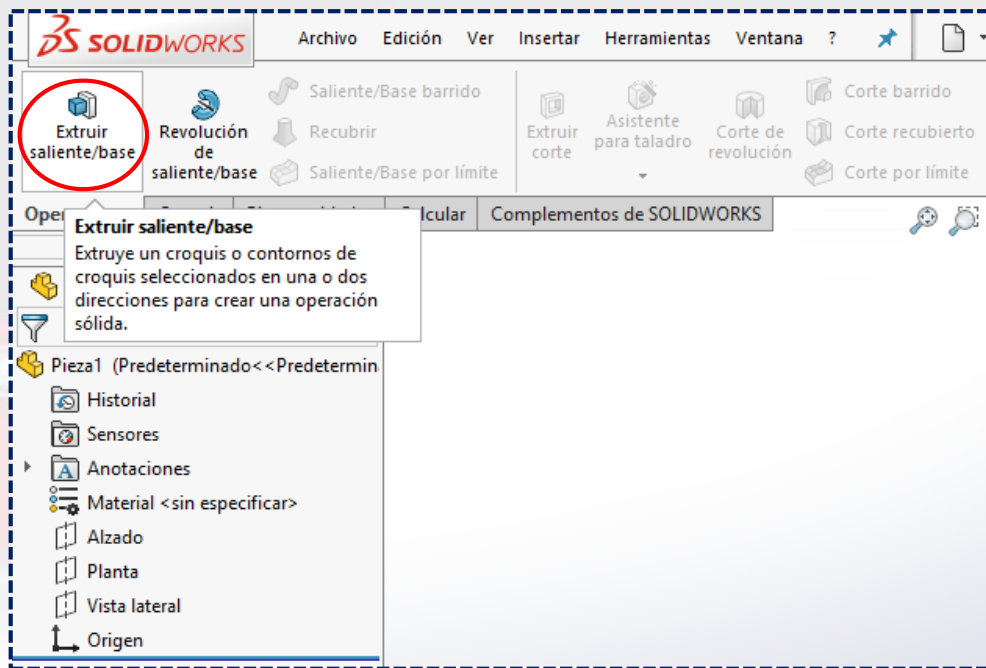 SOLIDWORKS
Archivo Edición Ver Insertar Herramientas Ventana ?
Extruir
saliente/base
Revolución
de
saliente/base
Saliente/Base barrido
Recubrir
Saliente/Base por límite
Extruir
corte
Asistente
para taladro
Corte de
revolución
Corte barrido
Corte recubierto
Corte por límite
Calcular Complementos de SOLIDWORKS
Extruir saliente/base
Extruye un croquis o contornos de
croquis seleccionados en una o dos
direcciones para crear una operación
sólida.
Pieza1 (Predeterminado<<Predetermin
Historial
Sensores
A Anotaciones
Material <sin especificar>
Alzado
Planta
Vista lateral
Origen